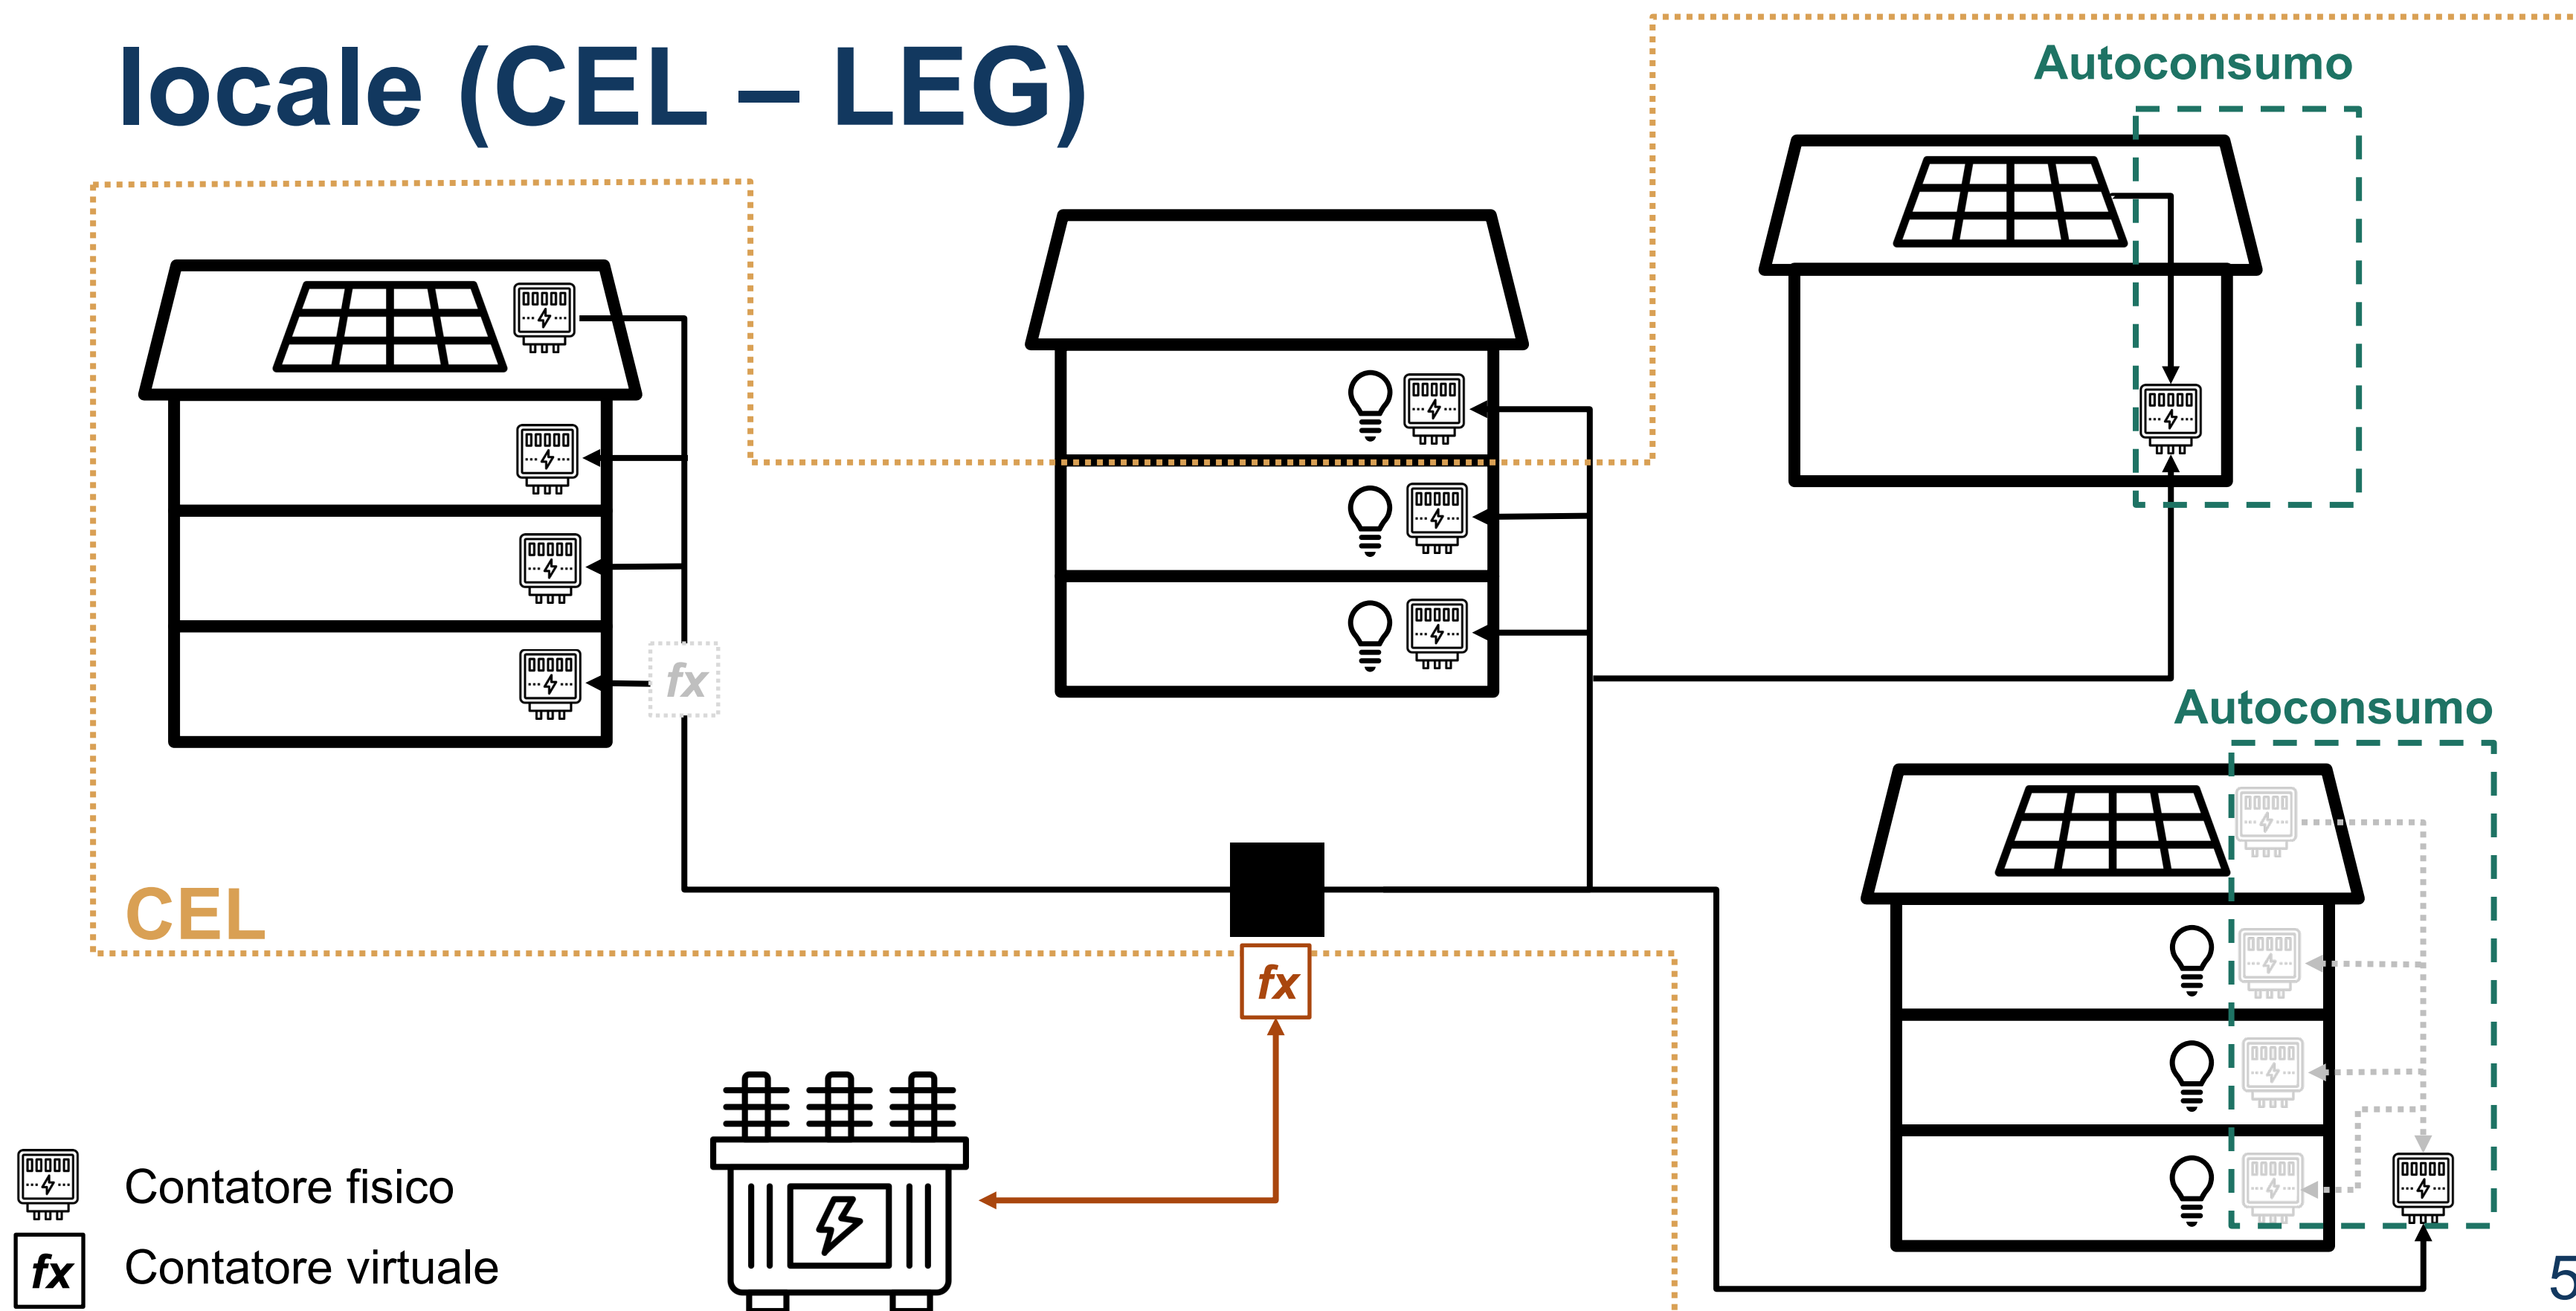 locale (CEL – LEG)
Autoconsumo
fx
Autoconsumo
CEL
fx
Contatore fisico
fx
Contatore virtuale
5